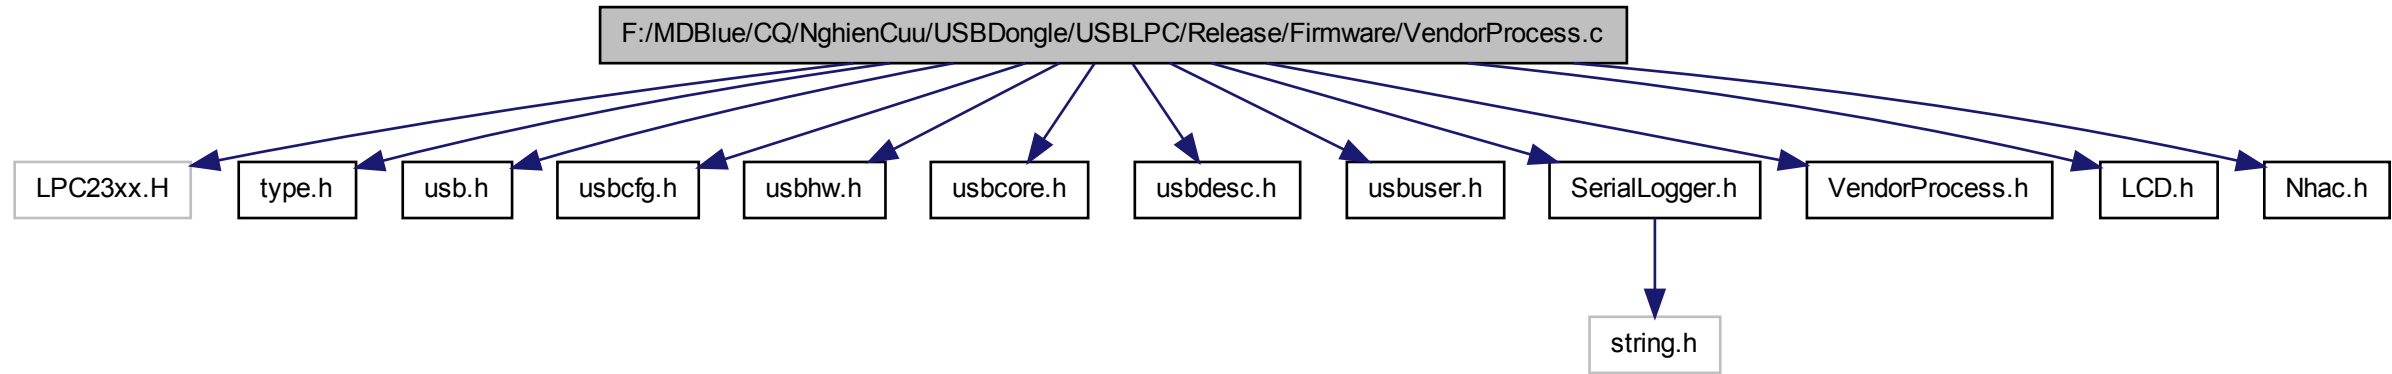 F:/MDBlue/CQ/NghienCuu/USBDongle/USBLPC/Release/Firmware/VendorProcess.c
LPC23xx.H
type.h
usb.h
usbcfg.h
usbhw.h
usbcore.h
usbdesc.h
usbuser.h
SerialLogger.h
VendorProcess.h
LCD.h
Nhac.h
string.h